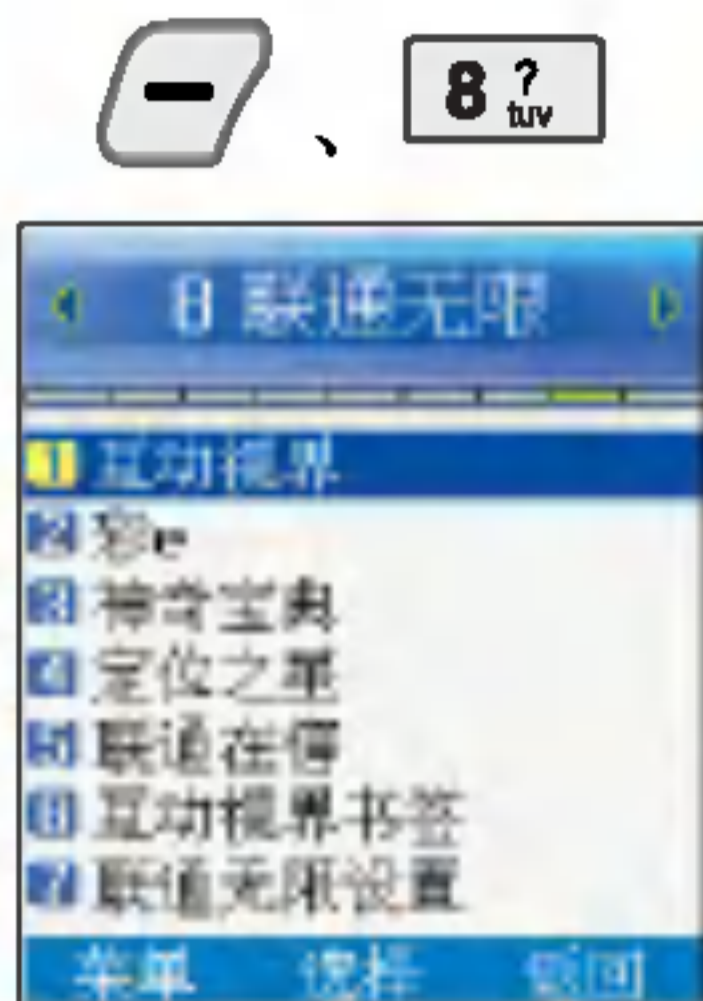 、 8 ?
tuv
8 联通无限
1 互动视界
2 彩e
3 神奇宝典
4 定位之星
5 联通在信
6 互动视界书签
7 联通无限设置
菜单 选择 返回